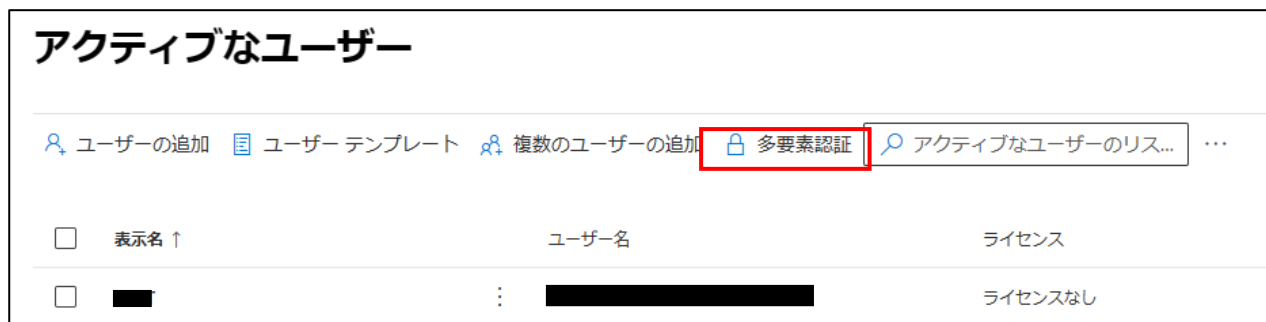 アクティブなユーザー
ユーザーの追加 ユーザー テンプレート 複数のユーザーの追加 多要素認証 アクティブなユーザーのリス... ...
表示名 ↑ ユーザー名 ライセンス
ライセンスなし